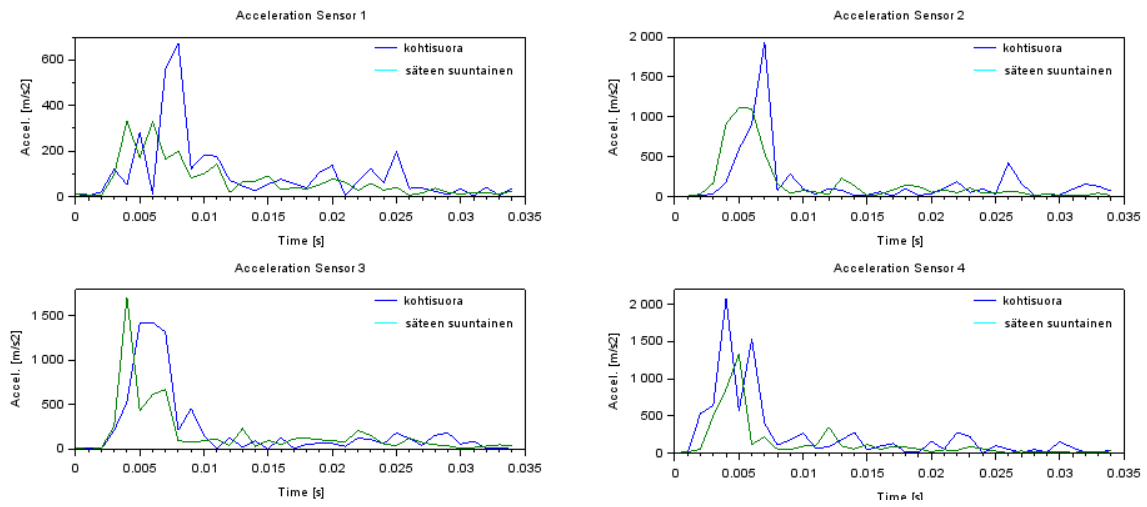 Acceleration Sensor 1
Accel. [m/s2]
600
400
200
0
kohtisuora
säteen suuntainen
0 0.005 0.01 0.015 0.02 0.025 0.03 0.035
Time [s]
Acceleration Sensor 2
Accel. [m/s2]
2 000
1 500
1 000
500
0
kohtisuora
säteen suuntainen
0 0.005 0.01 0.015 0.02 0.025 0.03 0.035
Time [s]
Acceleration Sensor 3
Accel. [m/s2]
1 500
1 000
500
0
kohtisuora
säteen suuntainen
0 0.005 0.01 0.015 0.02 0.025 0.03 0.035
Time [s]
Acceleration Sensor 4
Accel. [m/s2]
2 000
1 500
1 000
500
0
kohtisuora
säteen suuntainen
0 0.005 0.01 0.015 0.02 0.025 0.03 0.035
Time [s]